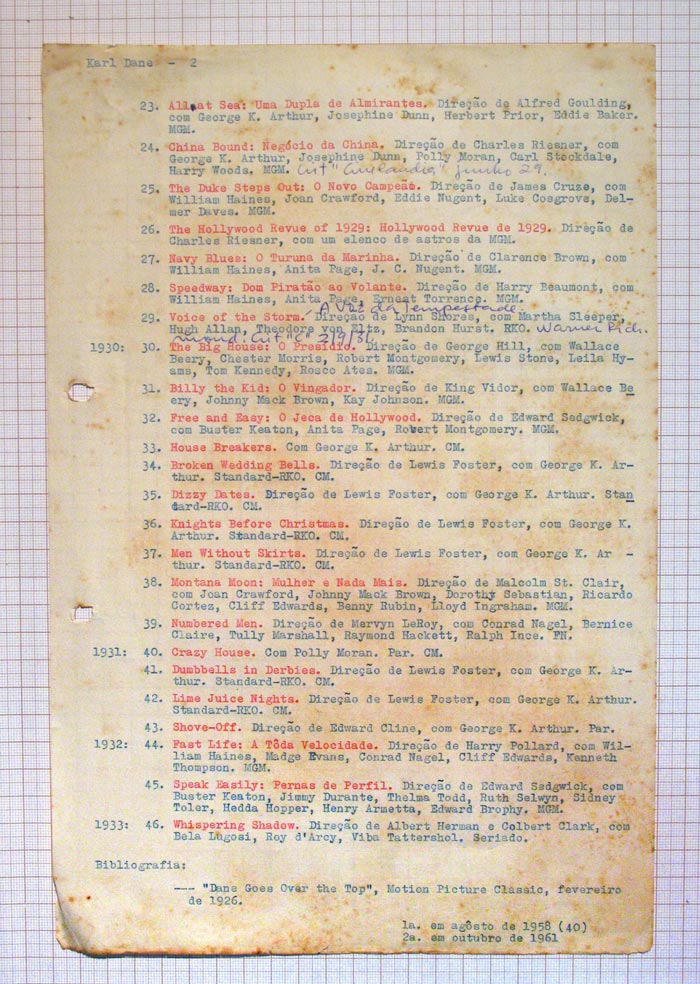 Karl Dane - 2
23. All at Sea: Uma Dupla de Almirantes. Direção de Alfred Goulding,
com George K. Arthur, Josephine Dunn, Herbert Prior, Eddie Baker.
MGM.
24. China Bound: Negócio da China. Direção de Charles Riesner, com
George K. Arthur, Josephine Dunn, Polly Moran, Carl Stockdale,
Harry Woods. MGM. Crit "Cinelandia" junho 29.
25. The Duke Steps Out: O Novo Campeão. Direção de James Cruze, com
William Haines, Joan Crawford, Eddie Nugent, Luke Cosgrove, Del-
mer Daves. MGM.
26. The Hollywood Revue of 1929: Hollywood Revue de 1929. Direção de
Charles Riesner, com um elenco de astros da MGM.
27. Navy Blues: O Turuna da Marinha. Direção de Clarence Brown, com
William Haines, Anita Page, J. C. Nugent. MGM.
28. Speedway: Dom Piratão ao Volante. Direção de Harry Beaumont, com
William Haines, Anita Page, Ernest Torrence. MGM.
A Voz da Tempestade.
29. Voice of the Storm. Direção de Lynn Shores, com Martha Sleeper,
Hugh Allan, Theodore von Eltz, Brandon Hurst. RKO. Warner Rich-
mond: Crit "C" 2/9/31
1930: 30. The Big House: O Presídio. Direção de George Hill, com Wallace
Beery, Chester Morris, Robert Montgomery, Lewis Stone, Leila Hy-
ams, Tom Kennedy, Rosco Ates. MGM.
31. Billy the Kid: O Vingador. Direção de King Vidor, com Wallace Be
ery, Johnny Mack Brown, Kay Johnson. MGM.
32. Free and Easy: O Jeca de Hollywood. Direção de Edward Sedgwick,
com Buster Keaton, Anita Page, Robert Montgomery. MGM.
33. House Breakers. Com George K. Arthur. CM.
34. Broken Wedding Bells. Direção de Lewis Foster, com George K. Ar-
thur. Standard-RKO. CM.
35. Dizzy Dates. Direção de Lewis Foster, com George K. Arthur. Stan
dard-RKO. CM.
36. Knights Before Christmas. Direção de Lewis Foster, com George K.
Arthur. Standard-RKO. CM.
37. Men Without Skirts. Direção de Lewis Foster, com George K. Ar -
thur. Standard-RKO. CM.
38. Montana Moon: Mulher e Nada Mais. Direção de Malcolm St. Clair,
com Joan Crawford, Johnny Mack Brown, Dorothy Sebastian, Ricardo
Cortez, Cliff Edwards, Benny Rubin, Lloyd Ingraham. MGM.
39. Numbered Men. Direção de Mervyn LeRoy, com Conrad Nagel, Bernice
Claire, Tully Marshall, Raymond Hackett, Ralph Ince. FN.
1931: 40. Crazy House. Com Polly Moran. Par. CM.
41. Dumbbells in Derbies. Direção de Lewis Foster, com George K. Ar-
thur. Standard-RKO. CM.
42. Lime Juice Nights. Direção de Lewis Foster, com George K. Arthur.
Standard-RKO. CM.
43. Shove-Off. Direção de Edward Cline, com George K. Arthur. Par.
1932: 44. Fast Life: A Tôda Velocidade. Direção de Harry Pollard, com Wil-
liam Haines, Madge Evans, Conrad Nagel, Cliff Edwards, Kenneth
Thompson. MGM.
45. Speak Easily: Pernas de Perfil. Direção de Edward Sedgwick, com
Buster Keaton, Jimmy Durante, Thelma Todd, Ruth Selwyn, Sidney
Toler, Hedda Hopper, Henry Armetta, Edward Brophy. MGM.
1933: 46. Whispering Shadow. Direção de Albert Herman e Colbert Clark, com
Bela Lugosi, Roy d'Arcy, Viba Tattershol. Seriado.
Bibliografia:
--- "Dane Goes Over the Top", Motion Picture Classic, fevereiro
de 1926.
1a. em agôsto de 1958 (40)
2a. em outubro de 1961